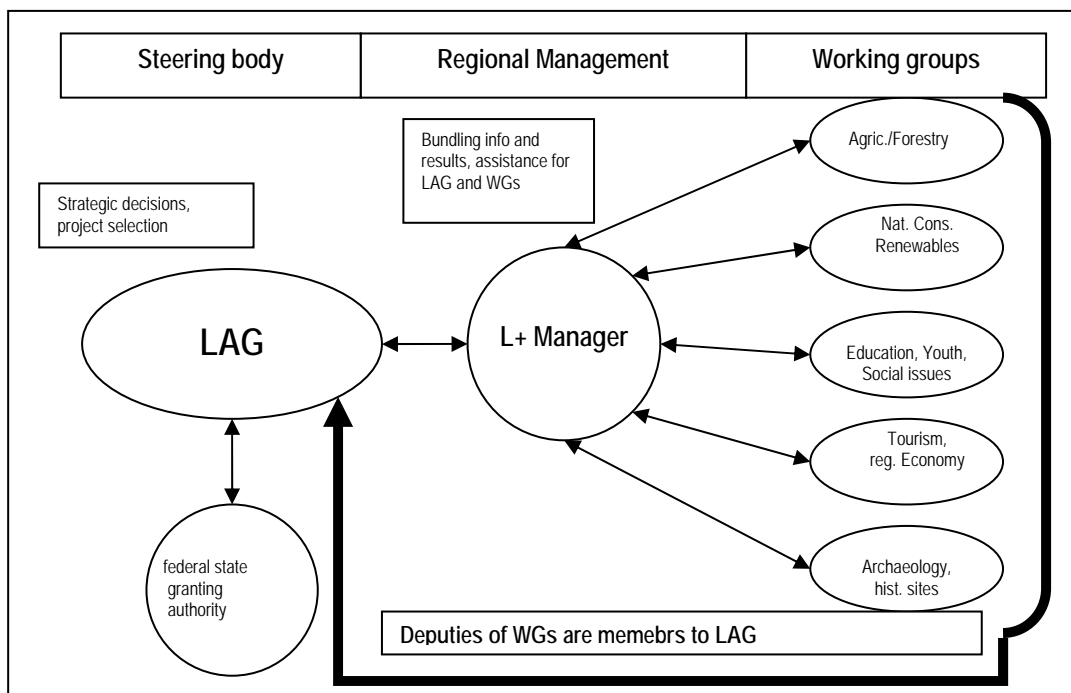 Steering body
Regional Management
Working groups
Bundling info and
results, assistance for
LAG and WGs
Strategic decisions,
project selection
Agric./Forestry
Nat. Cons.
Renewables
LAG
L+ Manager
Education, Youth,
Social issues
Tourism,
reg. Economy
federal state
granting
authority
Archaeology,
hist. sites
Deputies of WGs are memebrs to LAG